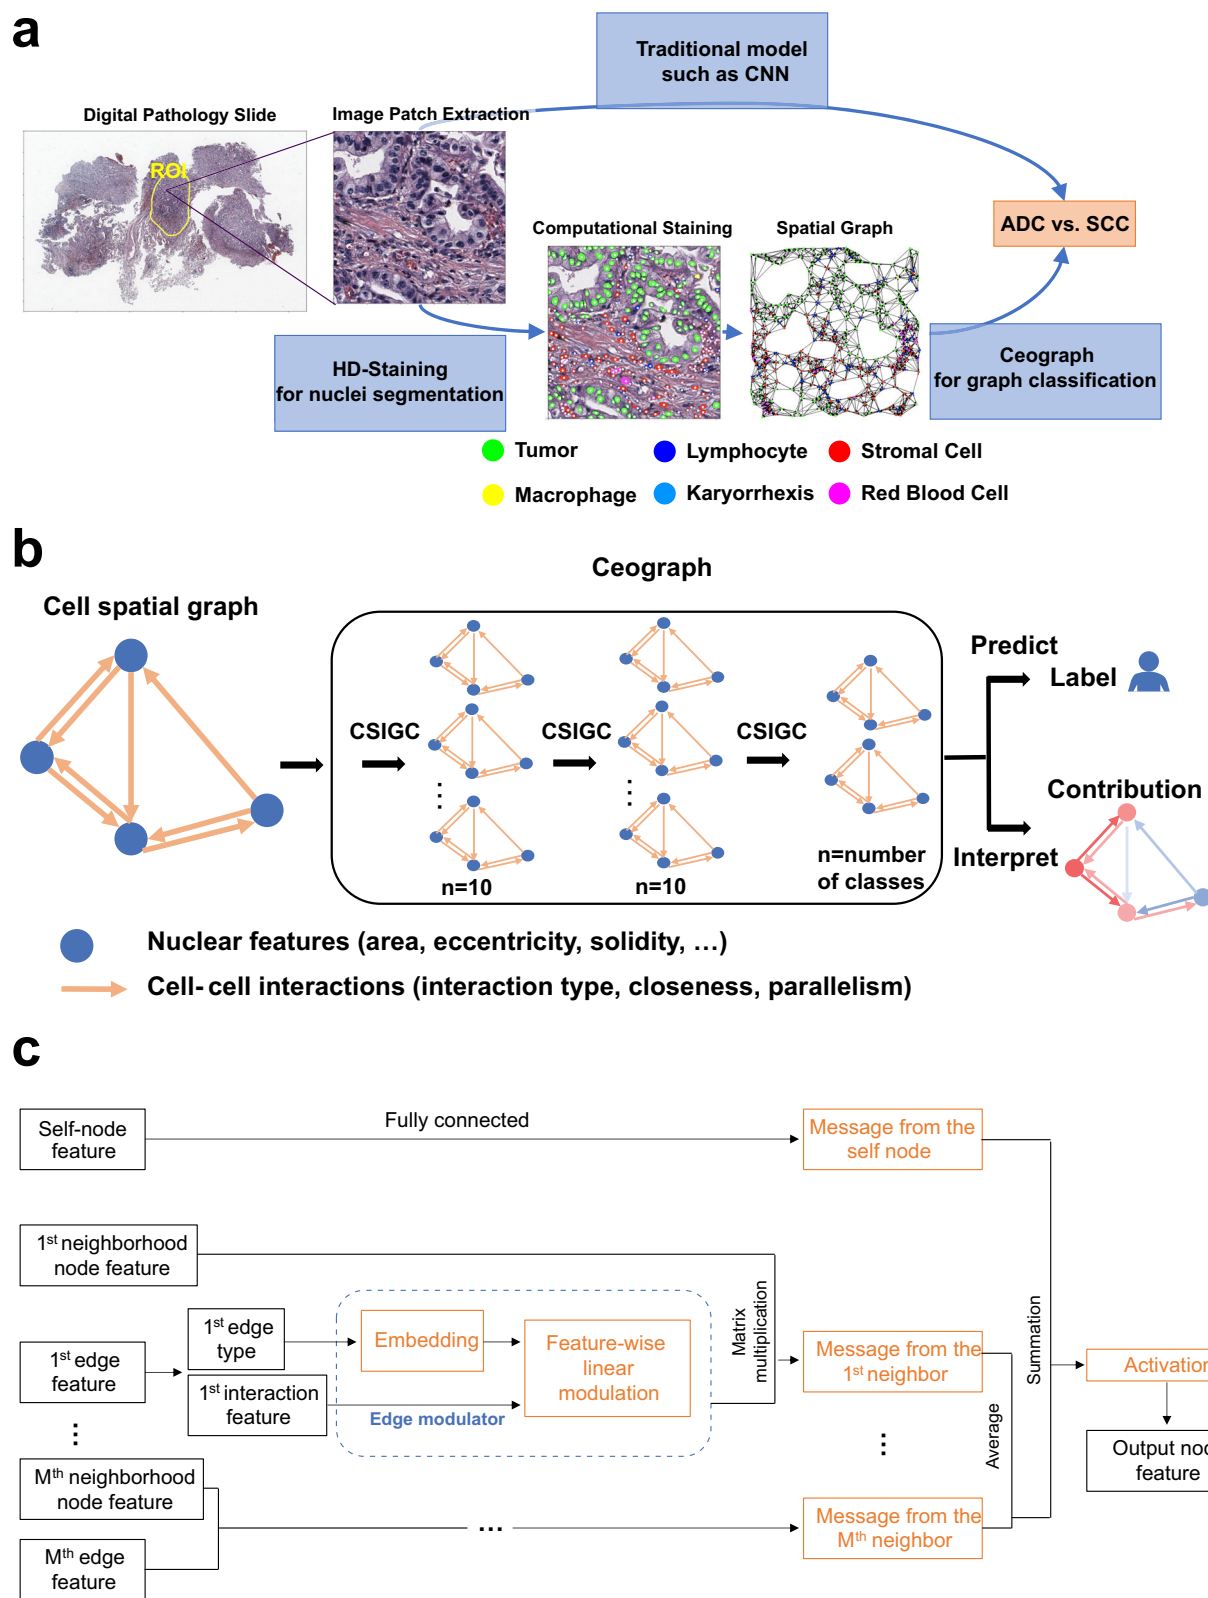 a
Traditional model
such as CNN
Digital Pathology Slide
Image Patch Extraction
ROI
ADC vs. SCC
Computational Staining
Spatial Graph
HD-Staining
for nuclei segmentation
Ceograph
for graph classification
Tumor
Lymphocyte
Stromal Cell
Macrophage
Karyorrhexis
Red Blood Cell
b
Ceograph
Cell spatial graph
CSIGC
CSIGC
CSIGC
⋮
⋮
n=10
n=10
n=number
of classes
Predict
Label
Contribution
Interpret
Nuclear features (area, eccentricity, solidity, …)
Cell-cell interactions (interaction type, closeness, parallelism)
c
Self-node
feature
Fully connected
Message from the
self node
1st neighborhood
node feature
1st edge
feature
1st edge
type
1st interaction
feature
Embedding
Feature-wise
linear
modulation
Edge modulator
Matrix
multiplication
Message from the
1st neighbor
⋮
⋮
Average
Summation
Activation
Output nod
feature
Mth neighborhood
node feature
Mth edge
feature
...
Message from the
Mth neighbor